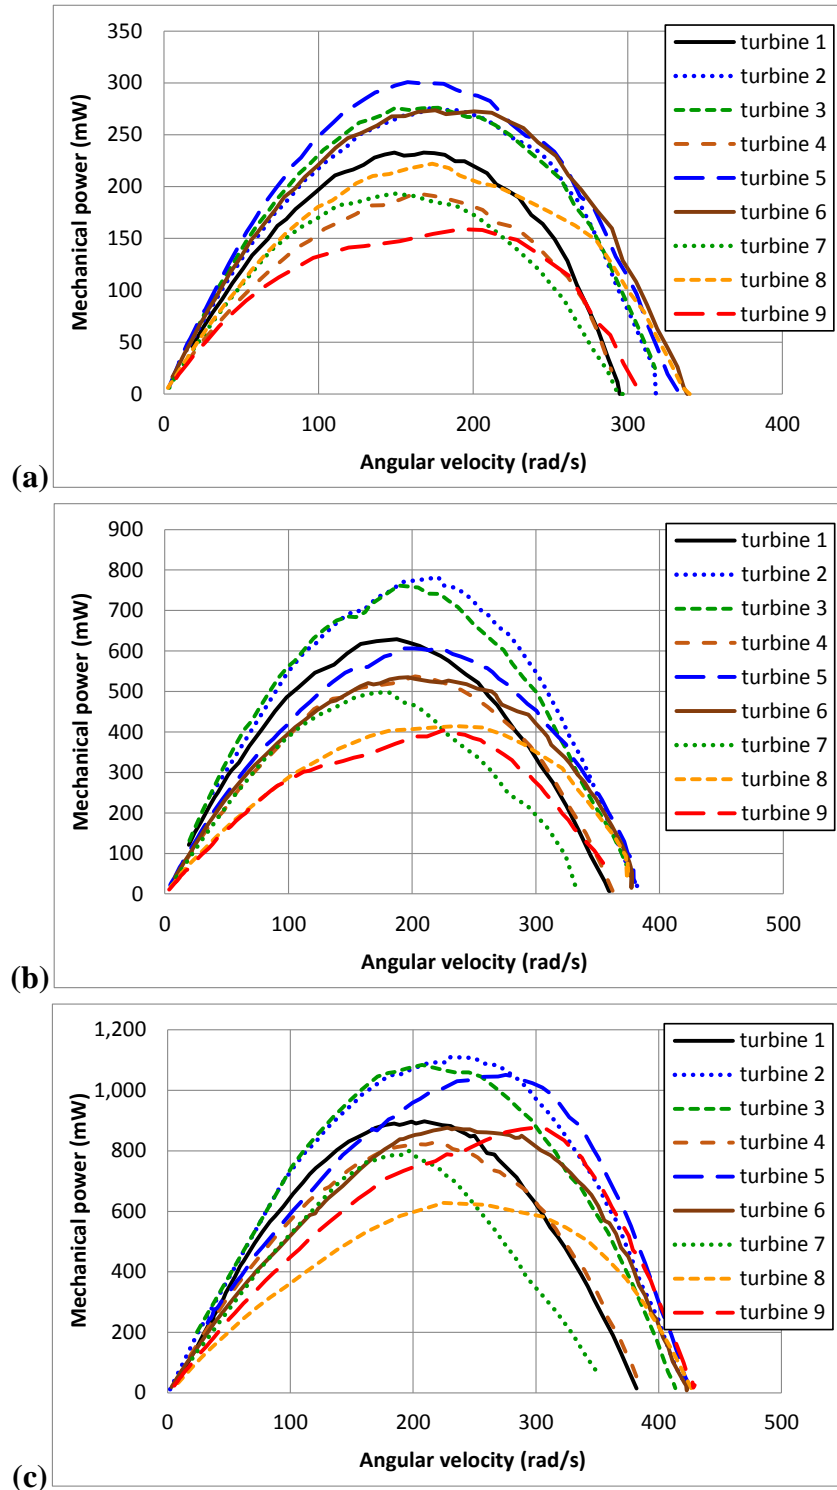 350
300
250
200
150
100
50
0
0 100 200 300 400
Mechanical power (mW)
Angular velocity (rad/s)
turbine 1
turbine 2
turbine 3
turbine 4
turbine 5
turbine 6
turbine 7
turbine 8
turbine 9
(a)
900
800
700
600
500
400
300
200
100
0
0 100 200 300 400 500
Mechanical power (mW)
Angular velocity (rad/s)
turbine 1
turbine 2
turbine 3
turbine 4
turbine 5
turbine 6
turbine 7
turbine 8
turbine 9
(b)
1,200
1,000
800
600
400
200
0
0 100 200 300 400 500
Mechanical power (mW)
Angular velocity (rad/s)
turbine 1
turbine 2
turbine 3
turbine 4
turbine 5
turbine 6
turbine 7
turbine 8
turbine 9
(c)